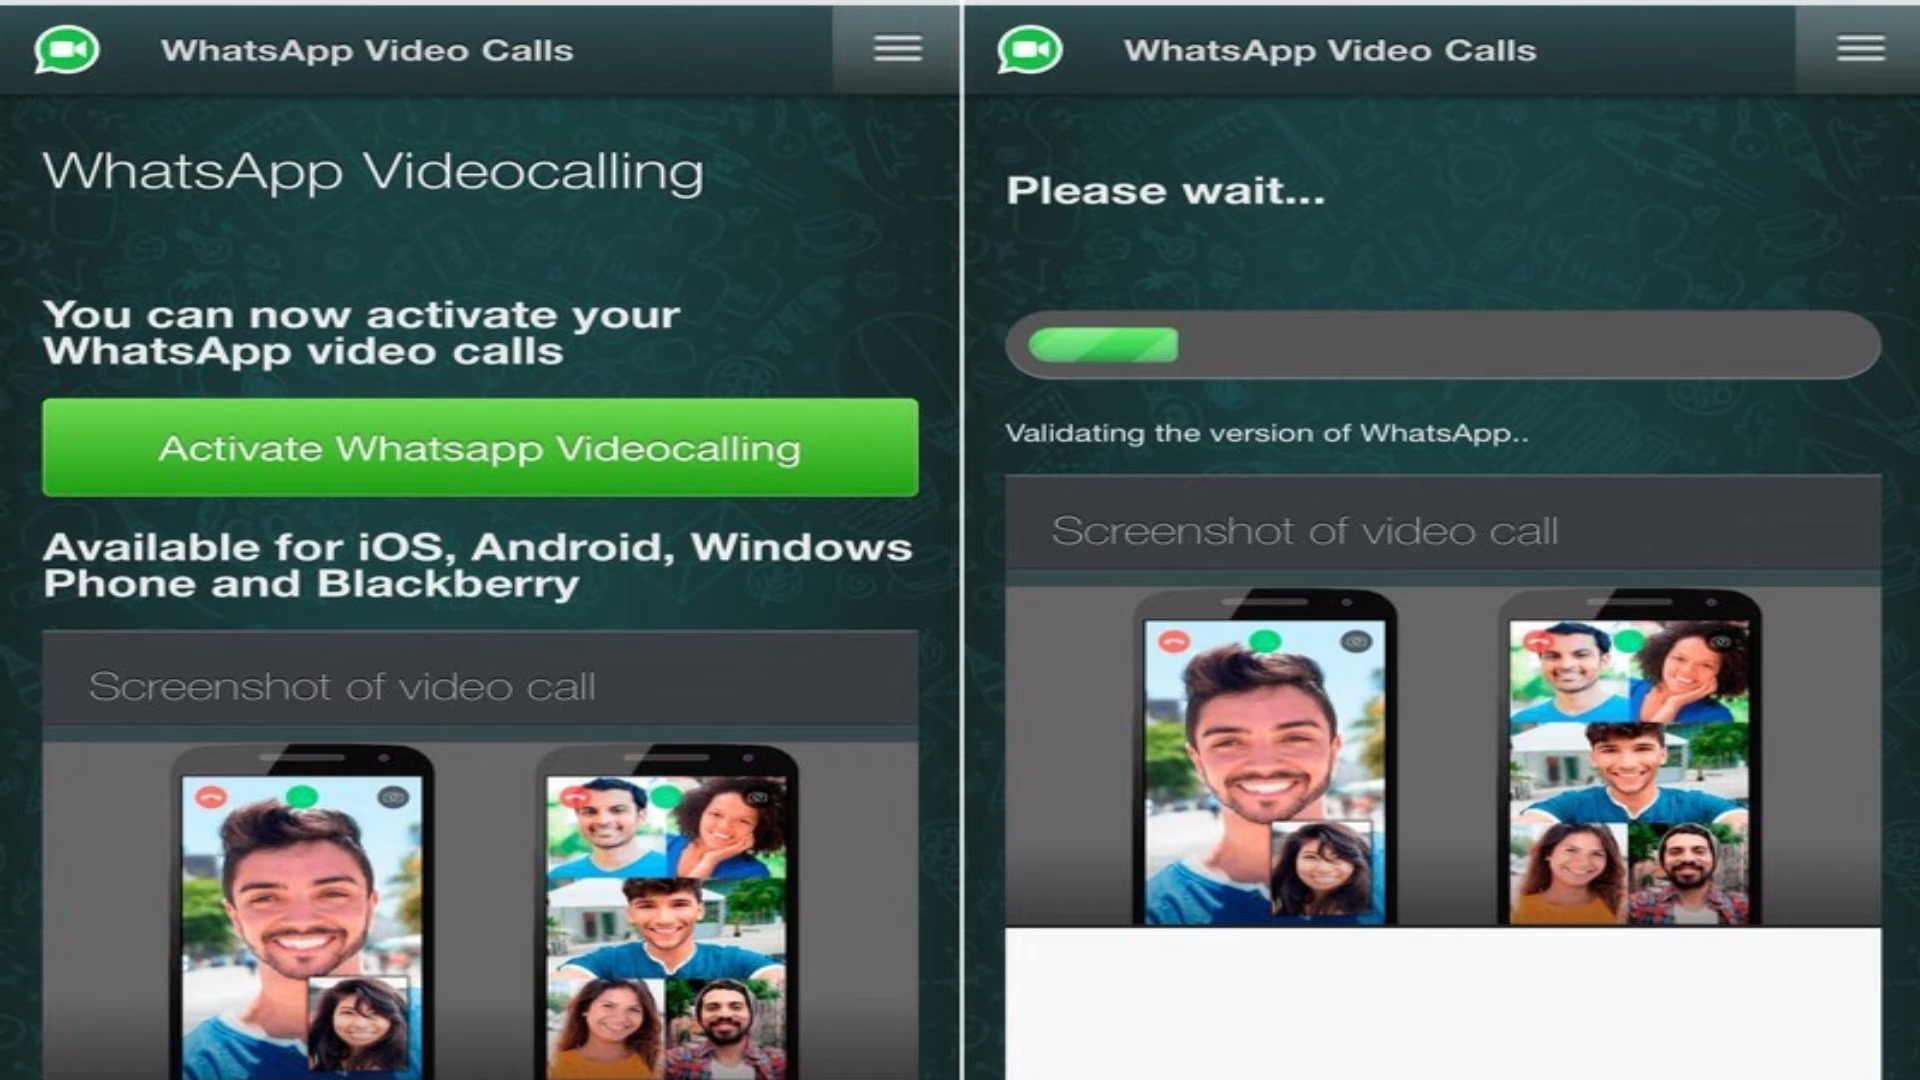 WhatsApp Video Calls
WhatsApp Videocalling
You can now activate your
WhatsApp video calls
Activate Whatsapp Videocalling
Available for iOS, Android, Windows
Phone and Blackberry
Screenshot of video call
WhatsApp Video Calls
Please wait...
Validating the version of WhatsApp..
Screenshot of video call